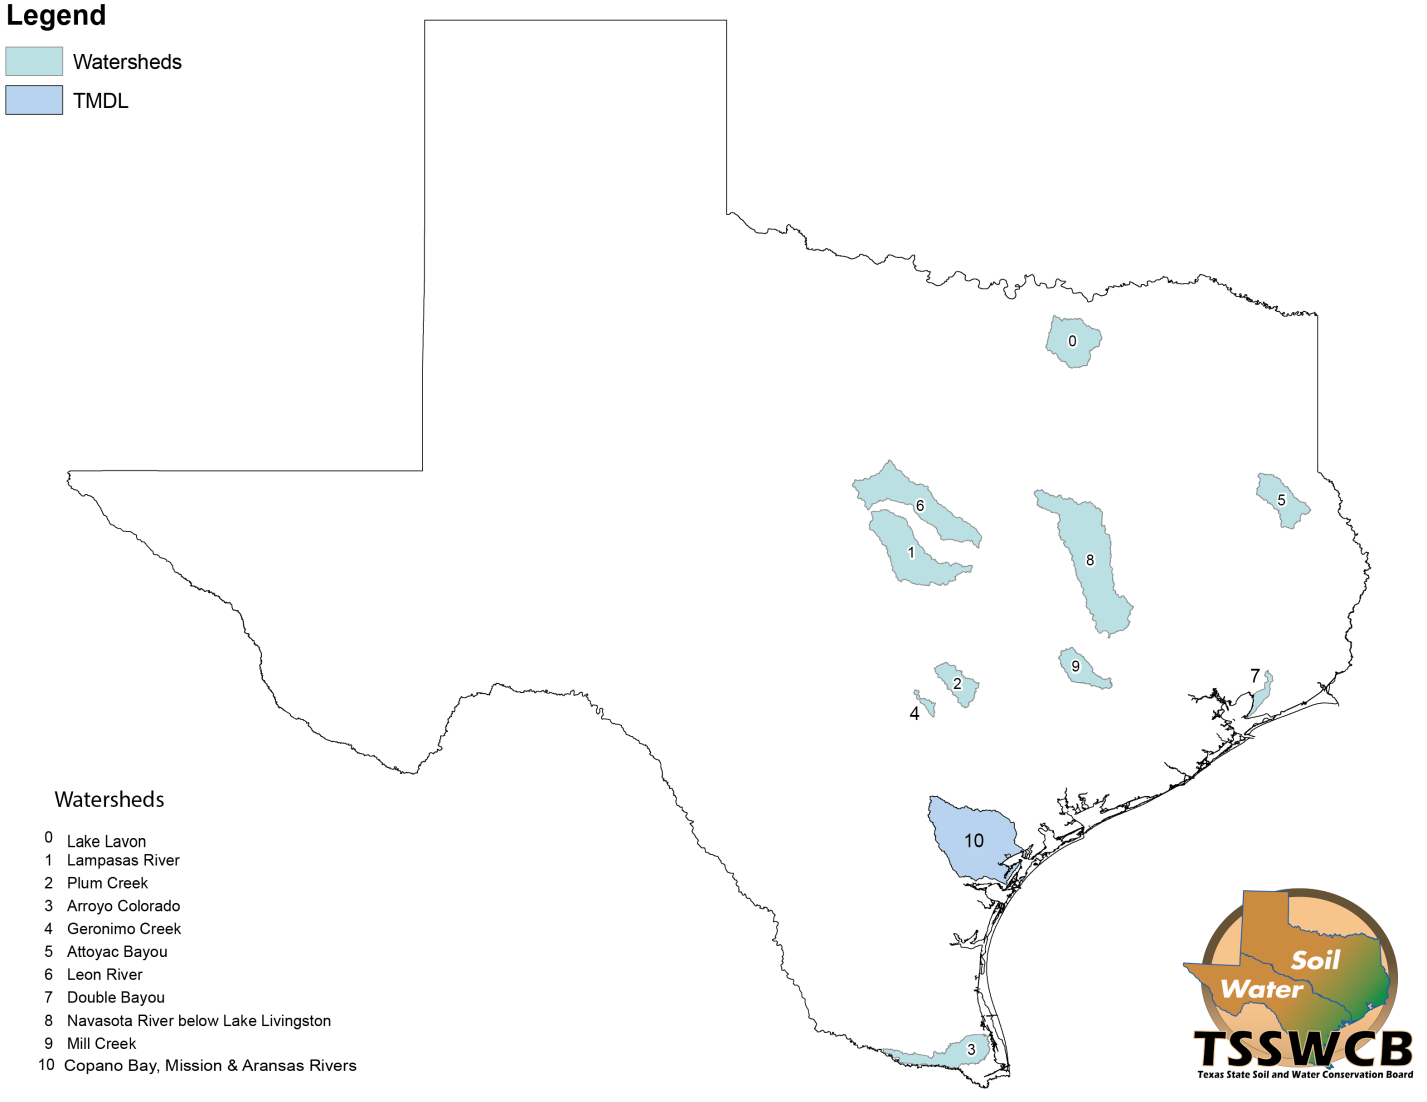 Legend
Watersheds
TMDL
0
6
5
1
8
9
7
2
4
10
3
Watersheds
0 Lake Lavon
1 Lampasas River
2 Plum Creek
3 Arroyo Colorado
4 Geronimo Creek
5 Attoyac Bayou
6 Leon River
7 Double Bayou
8 Navasota River below Lake Livingston
9 Mill Creek
10 Copano Bay, Mission & Aransas Rivers
Soil
Water
TSSWCB
Texas State Soil and Water Conservation Board